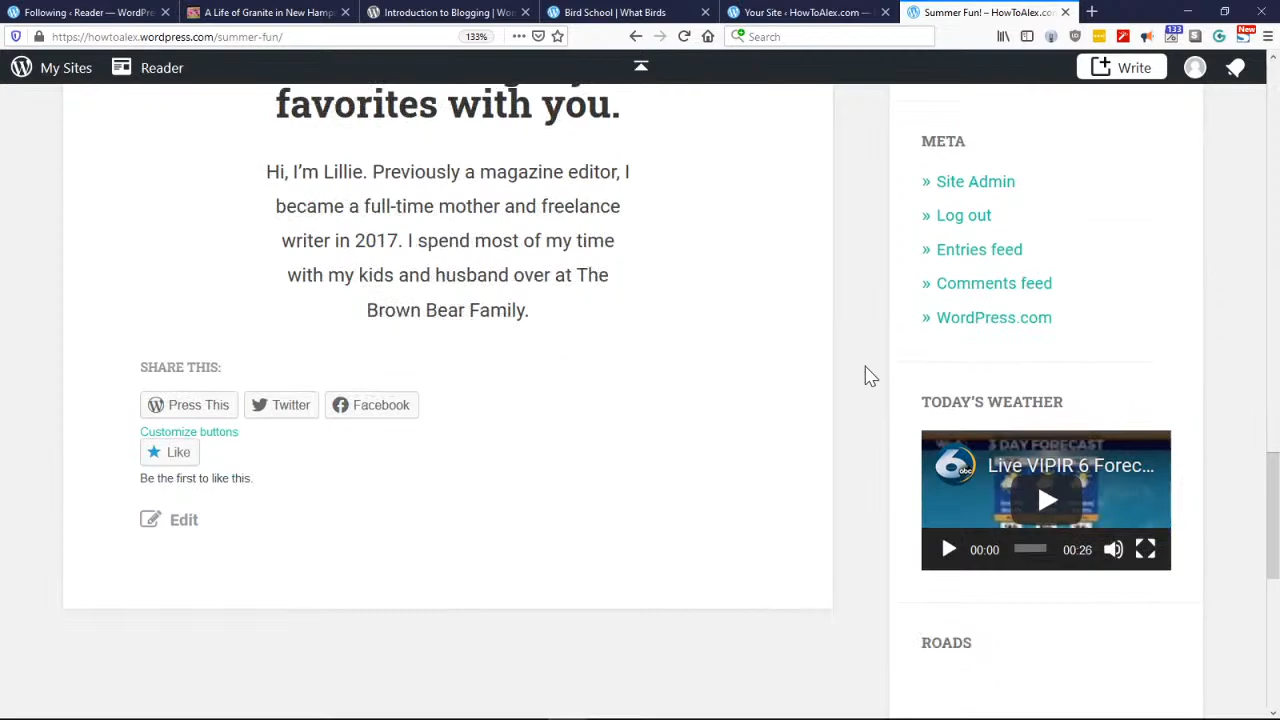 Following ‹ Reader — WordPre
A Life of Granite in New Hamp
Introduction to Blogging | Wo
Bird School | What Birds
Your Site ‹ HowToAlex.com —
Summer Fun! – HowToAlex.co
https://howtoalex.wordpress.com/summer-fun/
133%
Search
133
New
My Sites
Reader
Write
favorites with you.
Hi, I'm Lillie. Previously a magazine editor, I
became a full-time mother and freelance
writer in 2017. I spend most of my time
with my kids and husband over at The
Brown Bear Family.
SHARE THIS:
Press This
Twitter
Facebook
Customize buttons
Like
Be the first to like this.
Edit
META
» Site Admin
» Log out
» Entries feed
» Comments feed
» WordPress.com
TODAY'S WEATHER
3 DAY FORECAST
6 abc
Live VIPIR 6 Forec...
00:00
00:26
ROADS